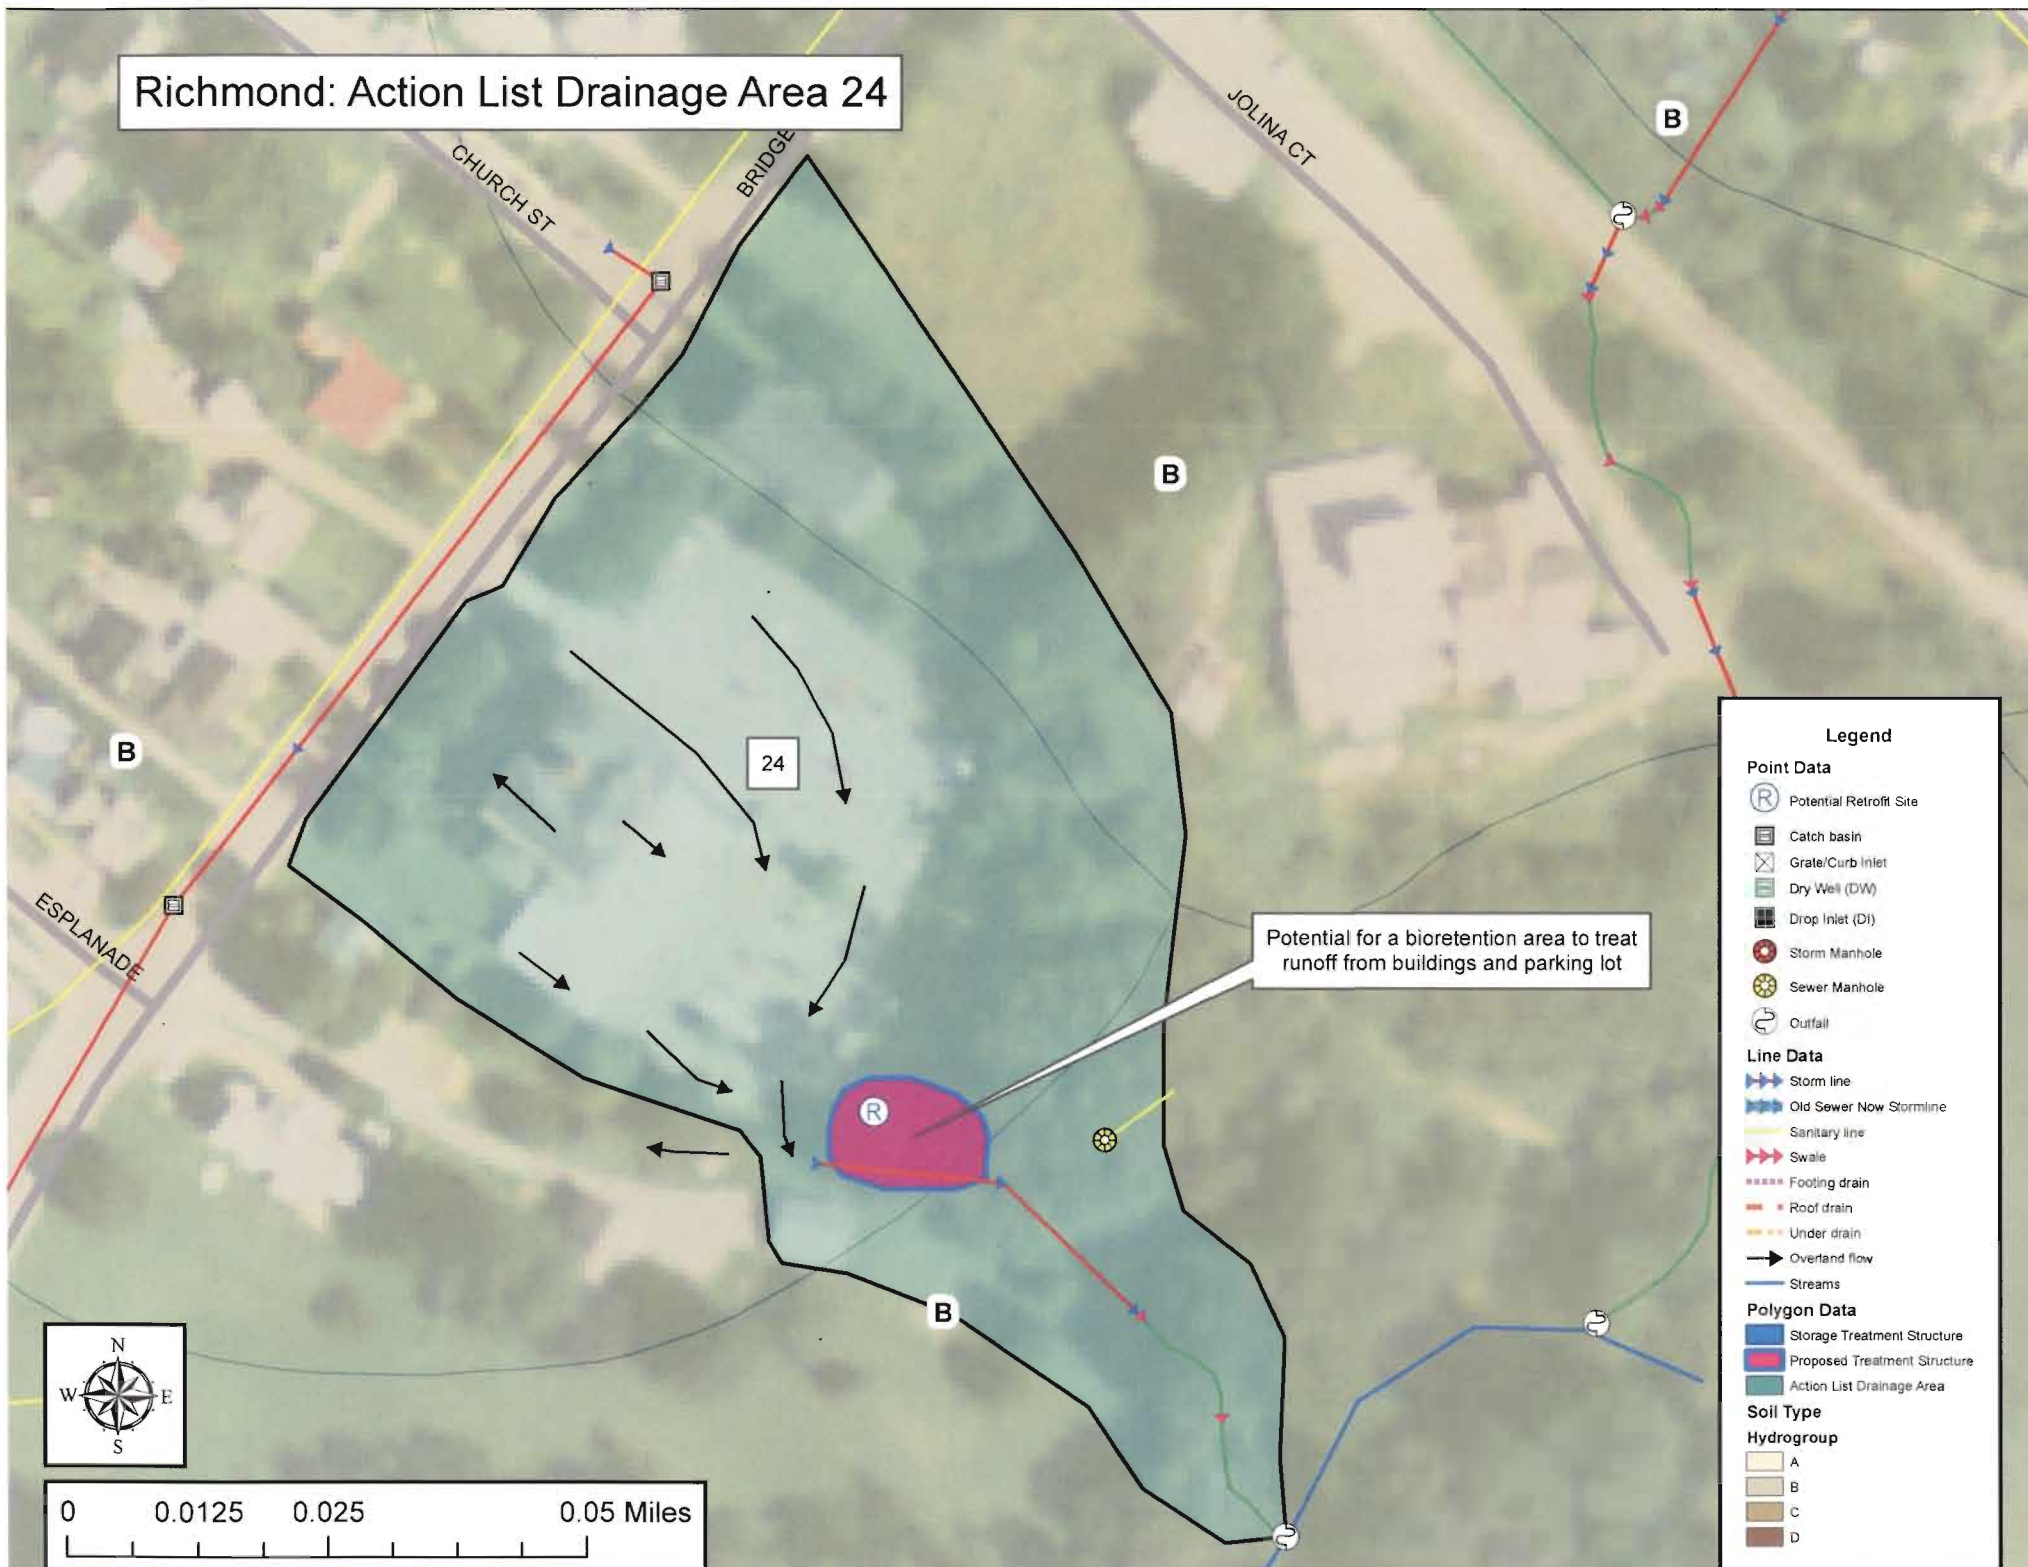 Richmond: Action List Drainage Area 24
CHURCH ST
BRIDGE
JOLINA CT
B
B
B
24
ESPLANADE
Potential for a bioretention area to treat
runoff from buildings and parking lot
R
B
N
W E
S
0 0.0125 0.025 0.05 Miles
Legend
Point Data
R Potential Retrofit Site
Catch basin
Grate/Curb Inlet
Dry Well (DW)
Drop Inlet (DI)
Storm Manhole
Sewer Manhole
Outfall
Line Data
Storm line
Old Sewer Now Stormline
Sanitary line
Swale
Footing drain
Roof drain
Under drain
Overland flow
Streams
Polygon Data
Storage Treatment Structure
Proposed Treatment Structure
Action List Drainage Area
Soil Type
Hydrogroup
A
B
C
D